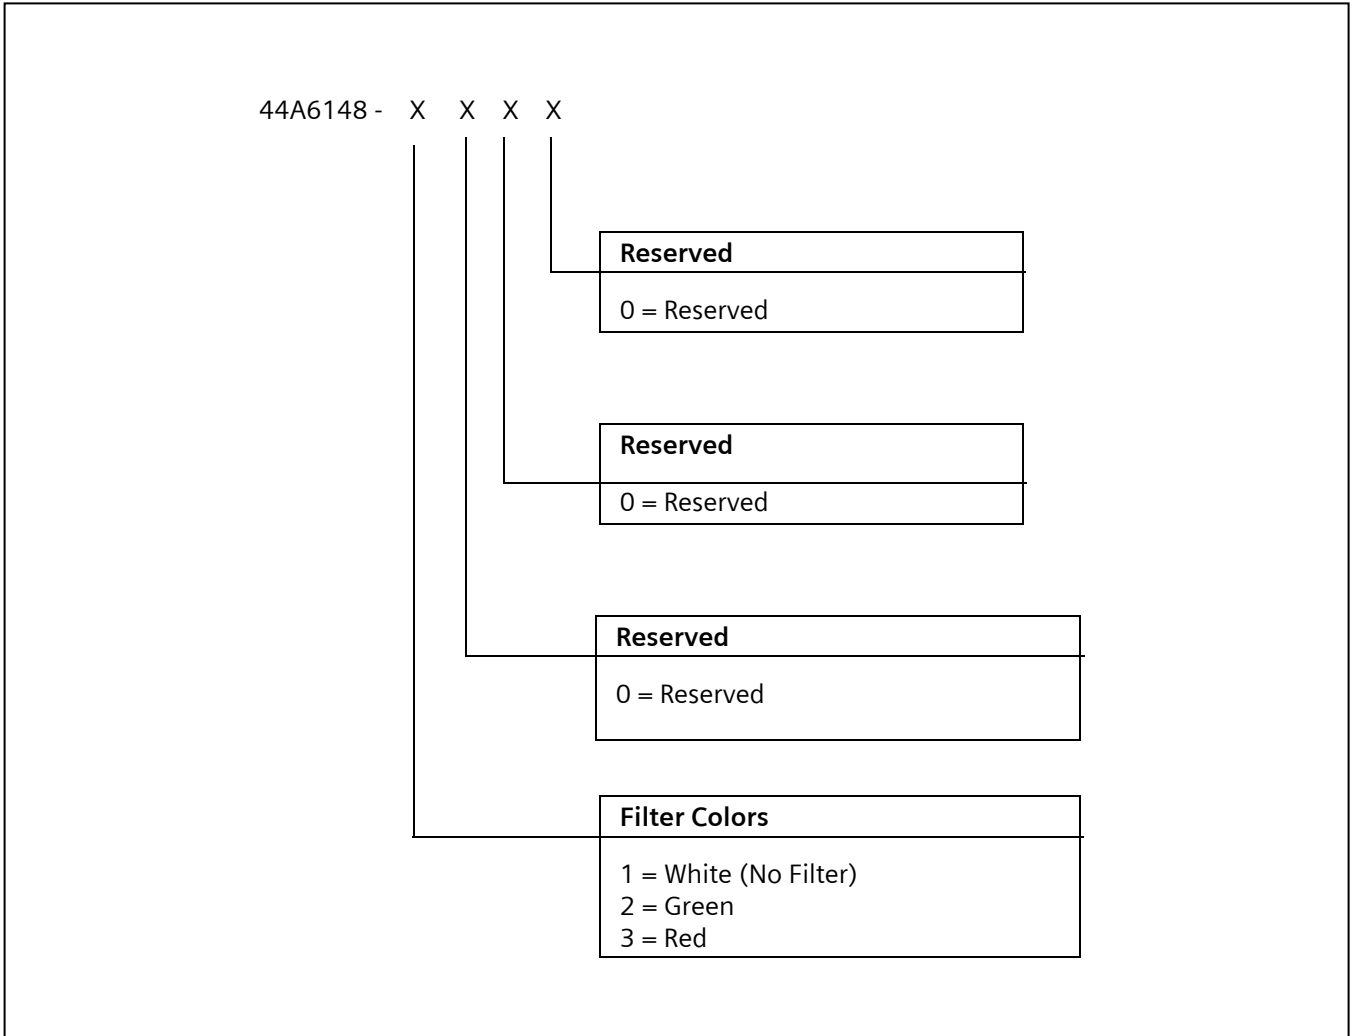 44A6148 - X X X X
Reserved
0 = Reserved
Reserved
0 = Reserved
Reserved
0 = Reserved
Filter Colors
1 = White (No Filter)
2 = Green
3 = Red